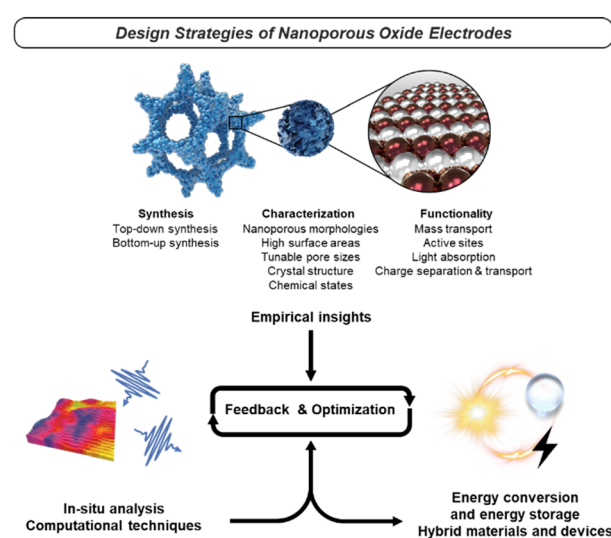 Design Strategies of Nanoporous Oxide Electrodes
Synthesis
Top-down synthesis
Bottom-up synthesis
Characterization
Nanoporous morphologies
High surface areas
Tunable pore sizes
Crystal structure
Chemical states
Functionality
Mass transport
Active sites
Light absorption
Charge separation & transport
Empirical insights
Feedback & Optimization
In-situ analysis
Computational techniques
Energy conversion
and energy storage
Hybrid materials and devices